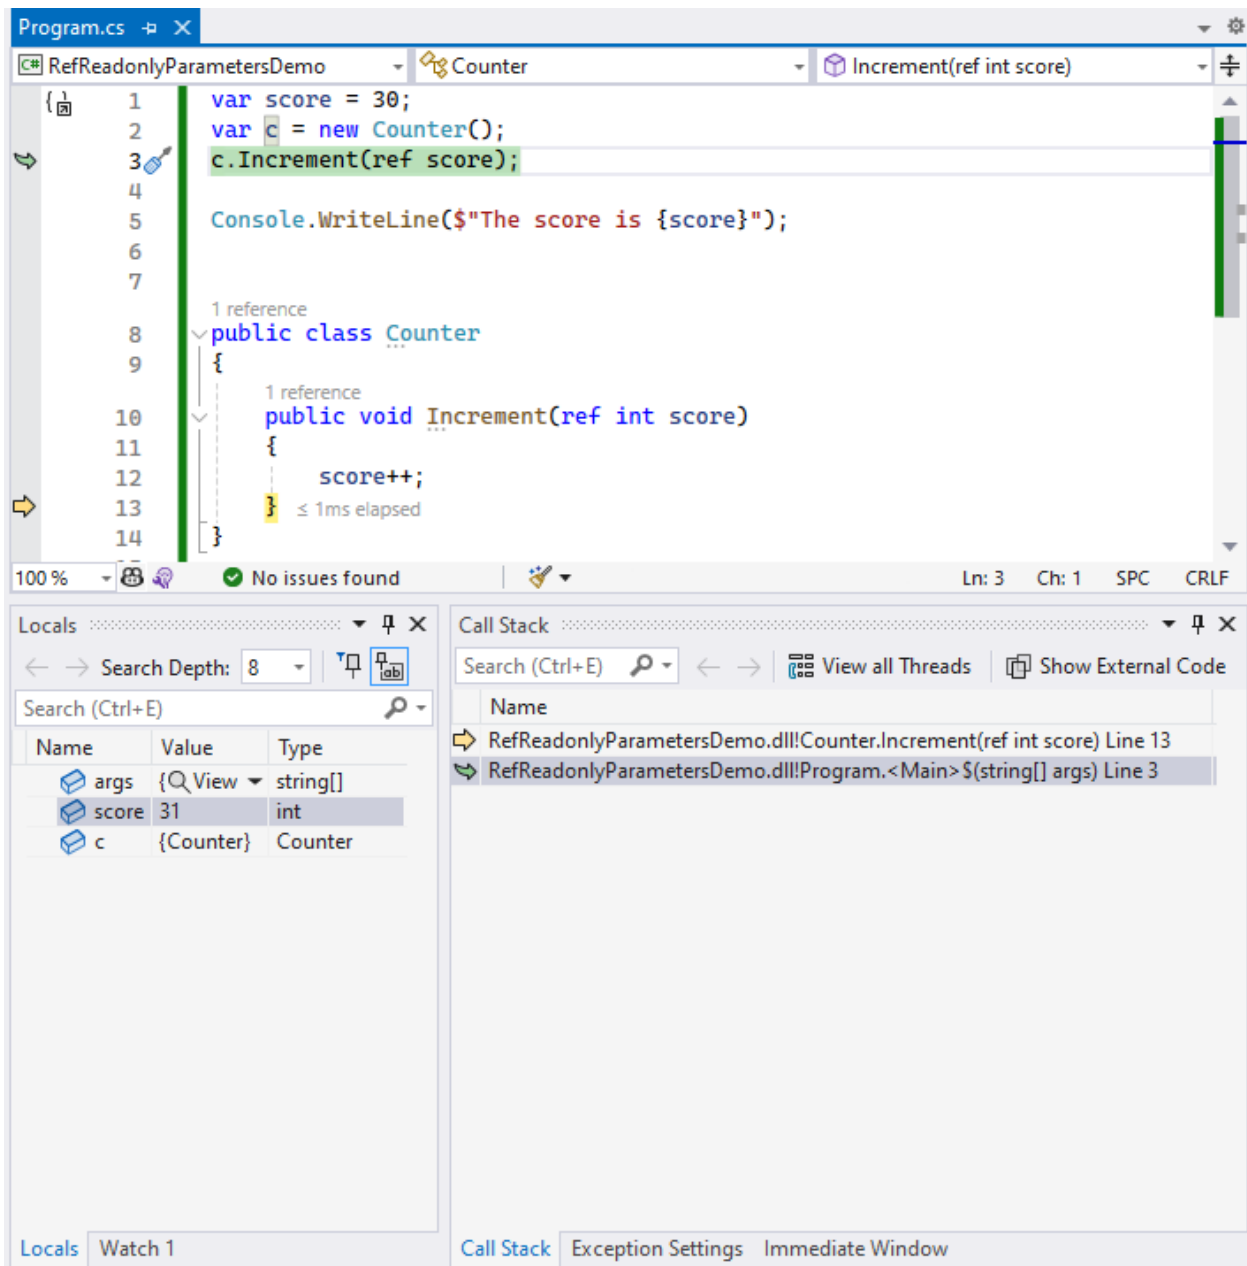 Program.cs
C# RefReadonlyParametersDemo Counter Increment(ref int score)
1 var score = 30;
2 var c = new Counter();
3 c.Increment(ref score);
4
5 Console.WriteLine($"The score is {score}");
6
7
1 reference
8 public class Counter
9 {
1 reference
10 public void Increment(ref int score)
11 {
12 score++;
13 } ≤ 1ms elapsed
14 }
100 % No issues found Ln: 3 Ch: 1 SPC CRLF
Locals
Search Depth: 8
Search (Ctrl+E)
Name Value Type
args {View string[]
score 31 int
c {Counter} Counter
Locals Watch 1
Call Stack
Search (Ctrl+E) View all Threads Show External Code
Name
RefReadonlyParametersDemo.dll!Counter.Increment(ref int score) Line 13
RefReadonlyParametersDemo.dll!Program.<Main>$(string[] args) Line 3
Call Stack Exception Settings Immediate Window